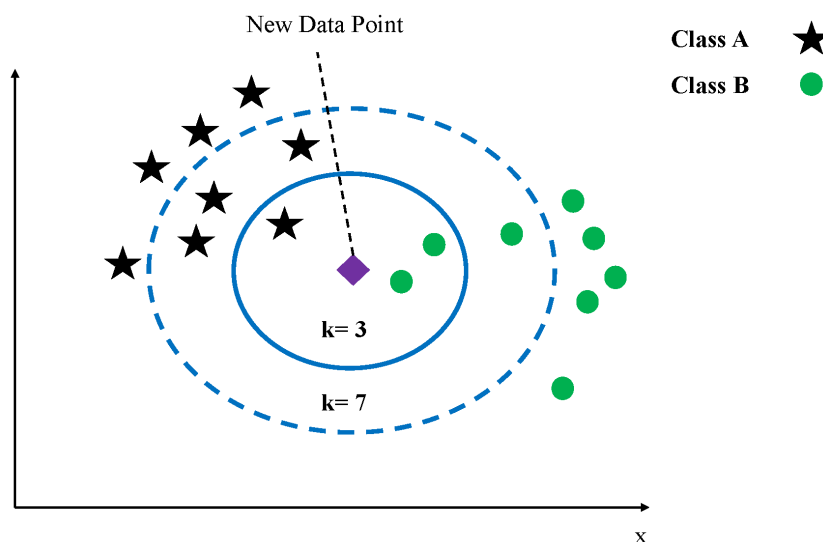 New Data Point
Class A
Class B
k= 3
k= 7
x